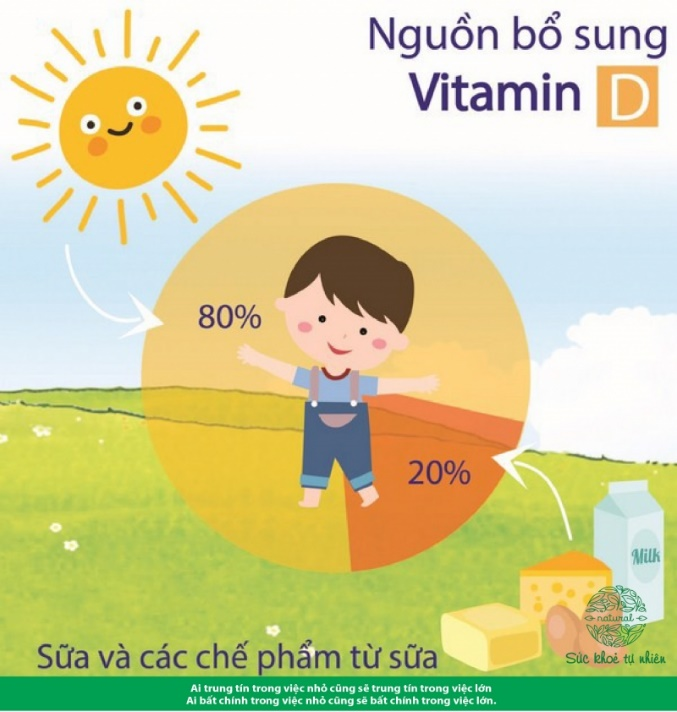 Nguồn bổ sung
Vitamin D
80%
20%
Milk
natural
Sức khoẻ tự nhiên
Sữa và các chế phẩm từ sữa
Ai trung tín trong việc nhỏ cũng sẽ trung tín trong việc lớn
Ai bất chính trong việc nhỏ cũng sẽ bất chính trong việc lớn.